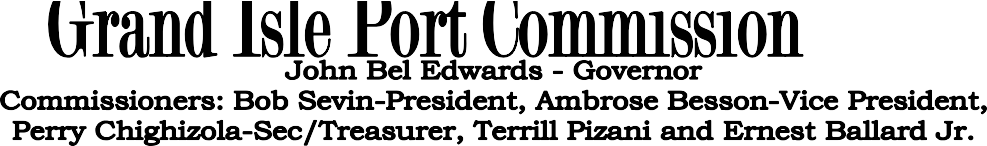 Grand Isle Port Commission
John Bel Edwards - Governor
Commissioners: Bob Sevin-President, Ambrose Besson-Vice President,
Perry Chighizola-Sec/Treasurer, Terrill Pizani and Ernest Ballard Jr.